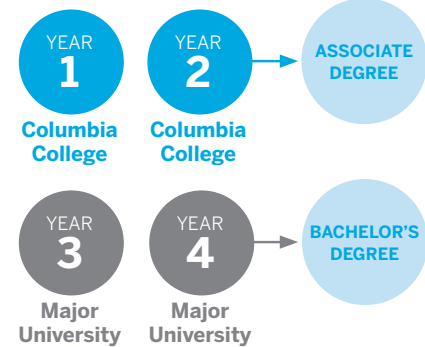 YEAR
1
YEAR
2
ASSOCIATE
DEGREE
Columbia
College
Columbia
College
YEAR
3
YEAR
4
BACHELOR'S
DEGREE
Major
University
Major
University